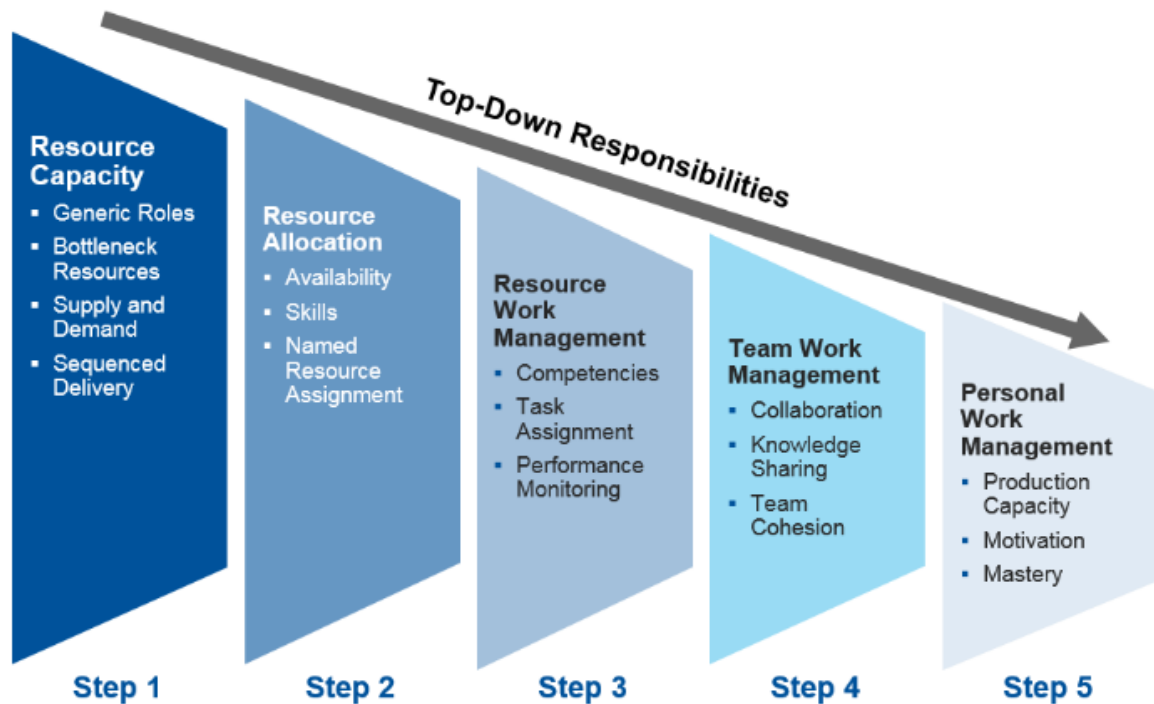 Top-Down Responsibilities
Resource
Capacity
▪ Generic Roles
▪ Bottleneck
Resources
▪ Supply and
Demand
▪ Sequenced
Delivery
Step 1
Resource
Allocation
▪ Availability
▪ Skills
▪ Named
Resource
Assignment
Step 2
Resource
Work
Management
▪ Competencies
▪ Task
Assignment
▪ Performance
Monitoring
Step 3
Team Work
Management
▪ Collaboration
▪ Knowledge
Sharing
▪ Team
Cohesion
Step 4
Personal
Work
Management
▪ Production
Capacity
▪ Motivation
▪ Mastery
Step 5